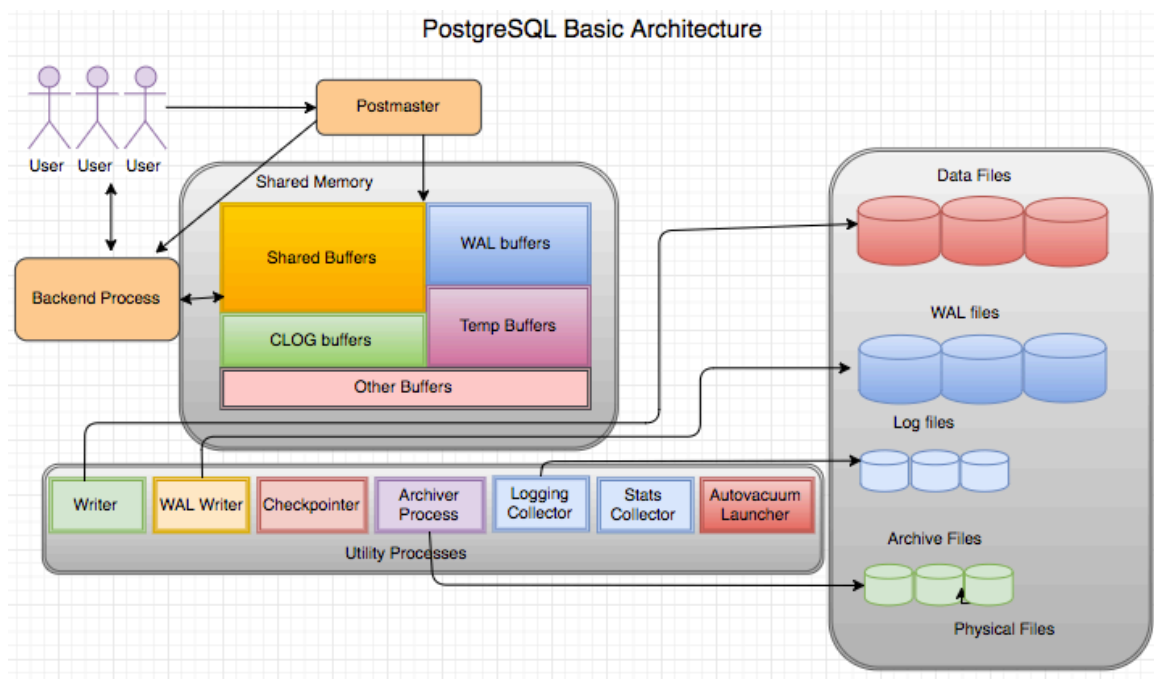 PostgreSQL Basic Architecture
Postmaster
User
User
User
Shared Memory
Shared Buffers
WAL buffers
Backend Process
CLOG buffers
Temp Buffers
Other Buffers
Data Files
WAL files
Log files
Writer
WAL Writer
Checkpointer
Archiver
Process
Logging
Collector
Stats
Collector
Autovacuum
Launcher
Utility Processes
Archive Files
Physical Files